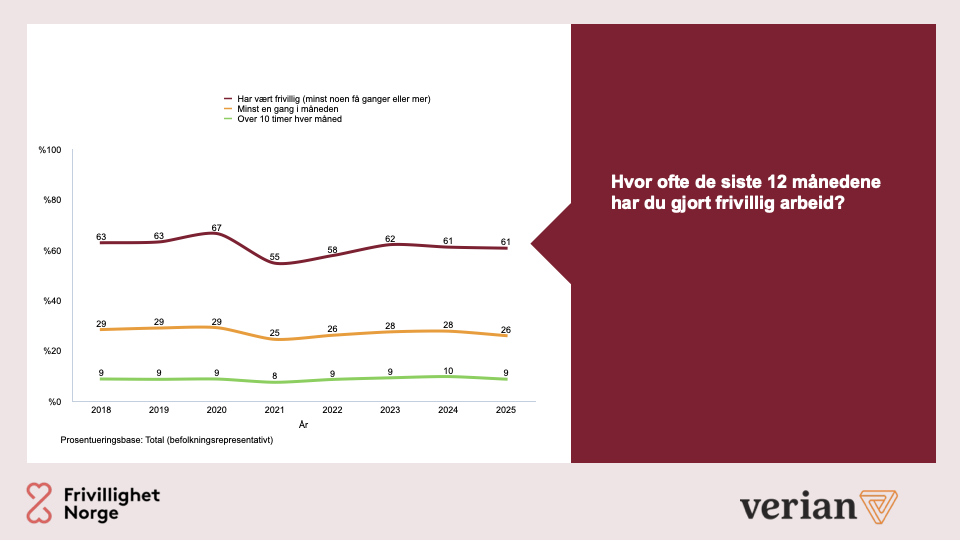 Har vært frivillig (minst noen få ganger eller mer)
Minst en gang i måneden
Over 10 timer hver måned
%100
%80
%60
%40
%20
%0
63 63 67 55 58 62 61 61
29 29 29 25 26 28 28 26
9 9 9 8 9 9 10 9
2018 2019 2020 2021 2022 2023 2024 2025
År
Prosentueringsbase: Total (befolkningsrepresentativt)
Hvor ofte de siste 12 månedene
har du gjort frivillig arbeid?
Frivillighet
Norge
verian